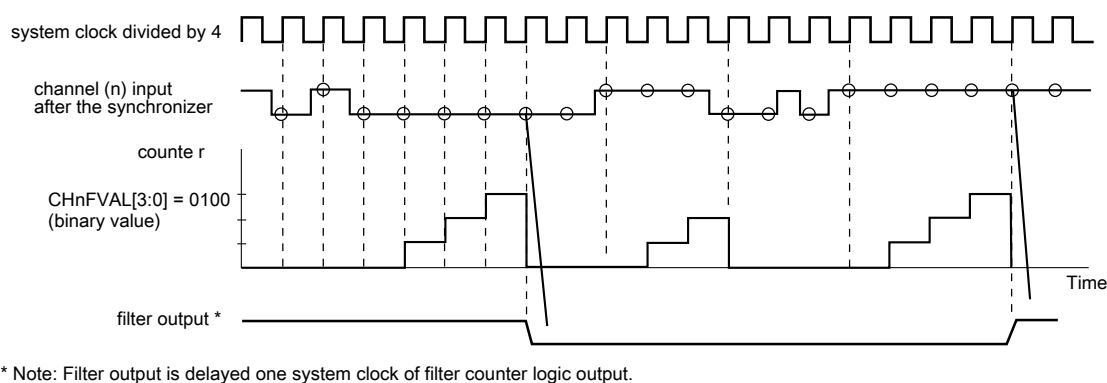 system clock divided by 4
channel (n) input
after the synchronizer
counte r
CHnFVAL[3:0] = 0100
(binary value)
Time
filter output *
* Note: Filter output is delayed one system clock of filter counter logic output.